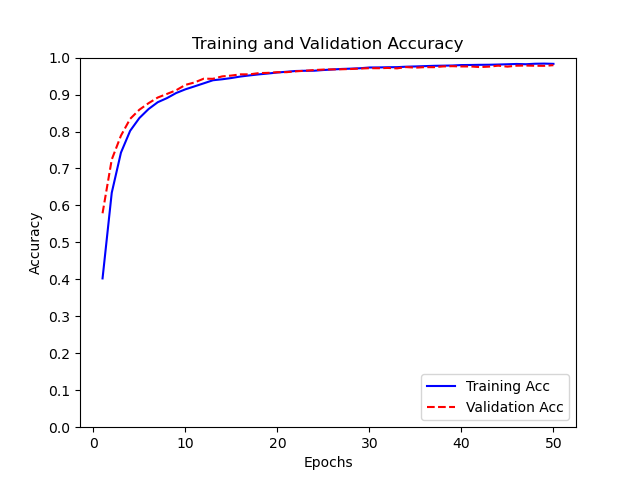 Training and Validation Accuracy
1.0
0.9
0.8
0.7
0.6
0.5
0.4
0.3
0.2
0.1
0.0
Accuracy
Training Acc
Validation Acc
0 10 20 30 40 50
Epochs